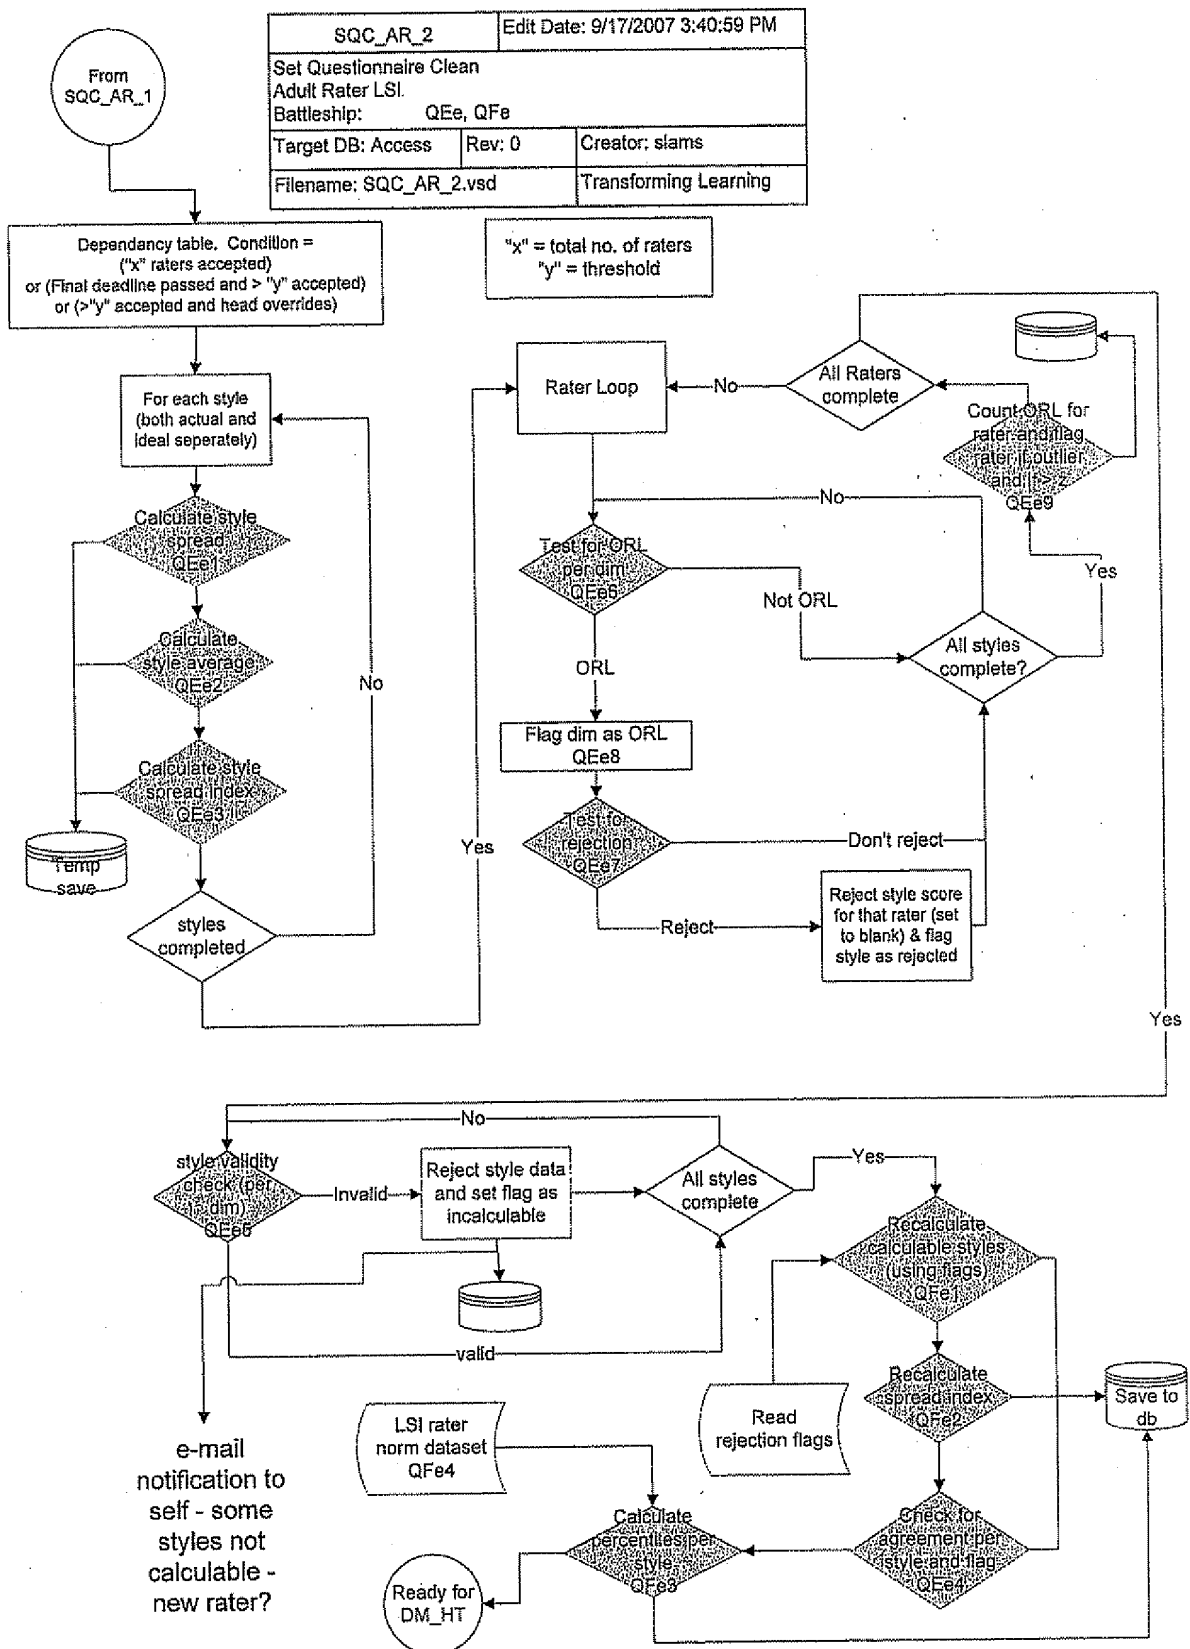 From
SQC_AR_1
SQC_AR_2
Edit Date: 9/17/2007 3:40:59 PM
Set Questionnaire Clean
Adult Rater LSI.
Battleship: QEe, QFe
Target DB: Access
Rev: 0
Creator: slams
Filename: SQC_AR_2.vsd
Transforming Learning
Dependancy table. Condition =
("x" raters accepted)
or (Final deadline passed and > "y" accepted)
or (>"y" accepted and head overrides)
"x" = total no. of raters
"y" = threshold
For each style
(both actual and
ideal seperately)
Calculate style
spread
QEe1
Calculate
style average
QEe2
Calculate style
spread index
QEe3
Temp
save
styles
completed
No
Yes
Rater Loop
No
All Raters
complete
Count ORL for
rater and flag
rater if outlier
and if > z
QEe9
No
Test for ORL
per dim
QEe6
Not ORL
Yes
All styles
complete?
ORL
Flag dim as ORL
QEe8
Test for
rejection
QEe7
Don't reject
Reject
Reject style score
for that rater (set
to blank) & flag
style as rejected
Yes
No
style validity
check (per
dim)
QEe5
Invalid
Reject style data
and set flag as
incalculable
All styles
complete
Yes
valid
Recalculate
calculable styles
(using flags)
QFe1
Recalculate
spread index
QFe2
Save to
db
Read
rejection flags
LSI rater
norm dataset
QFe4
Check for
agreement per
style and flag
QEe4
Calculate
percentiles per
style
QFe3
Ready for
DM_HT
e-mail
notification to
self - some
styles not
calculable -
new rater?